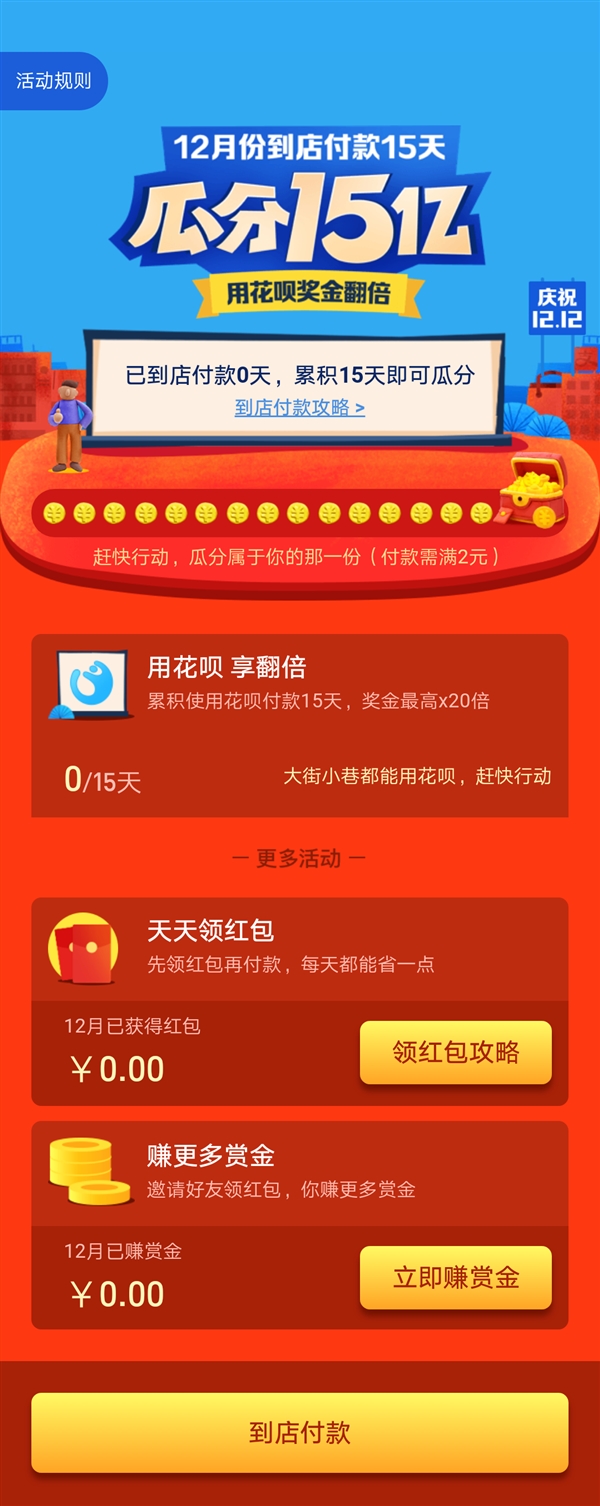 活动规则
12月份到店付款15天
瓜分15亿
用花呗奖金翻倍
庆祝
12.12
已到店付款0天，累积15天即可瓜分
到店付款攻略 >
赶快行动，瓜分属于你的那一份（付款需满2元）
用花呗 享翻倍
累积使用花呗付款15天，奖金最高x20倍
0/15天
大街小巷都能用花呗，赶快行动
更多活动
天天领红包
先领红包再付款，每天都能省一点
12月已获得红包
￥0.00
领红包攻略
赚更多赏金
邀请好友领红包，你赚更多赏金
12月已赚赏金
￥0.00
立即赚赏金
到店付款